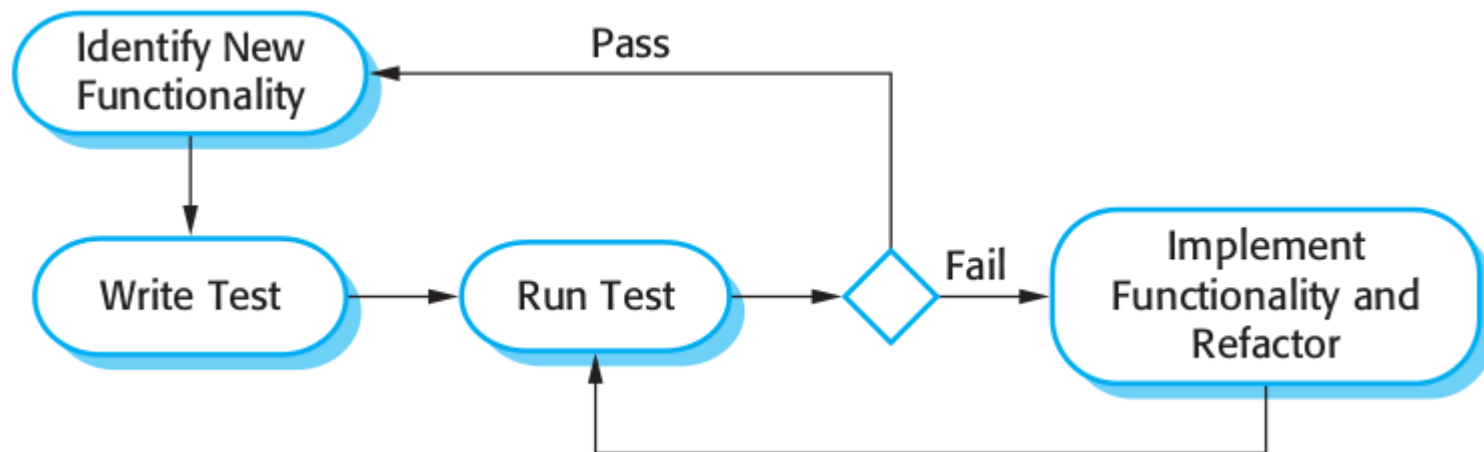 Identify New
Functionality
Pass
Write Test
Run Test
Fail
Implement
Functionality and
Refactor